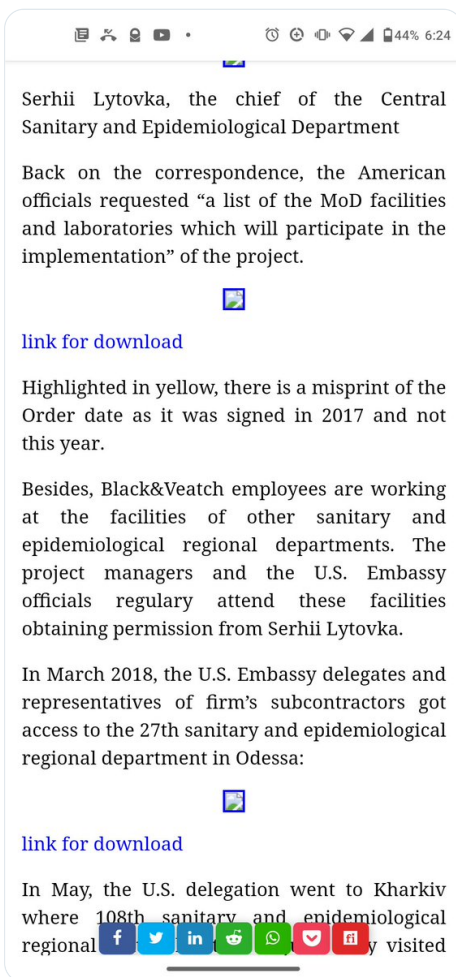 44% 6:24
Serhii Lytovka, the chief of the Central
Sanitary and Epidemiological Department
Back on the correspondence, the American
officials requested “a list of the MoD facilities
and laboratories which will participate in the
implementation” of the project.
link for download
Highlighted in yellow, there is a misprint of the
Order date as it was signed in 2017 and not
this year.
Besides, Black&Veatch employees are working
at the facilities of other sanitary and
epidemiological regional departments. The
project managers and the U.S. Embassy
officials regulary attend these facilities
obtaining permission from Serhii Lytovka.
In March 2018, the U.S. Embassy delegates and
representatives of firm’s subcontractors got
access to the 27th sanitary and epidemiological
regional department in Odessa:
link for download
In May, the U.S. delegation went to Kharkiv
where 108th sanitary and epidemiological
regional visited